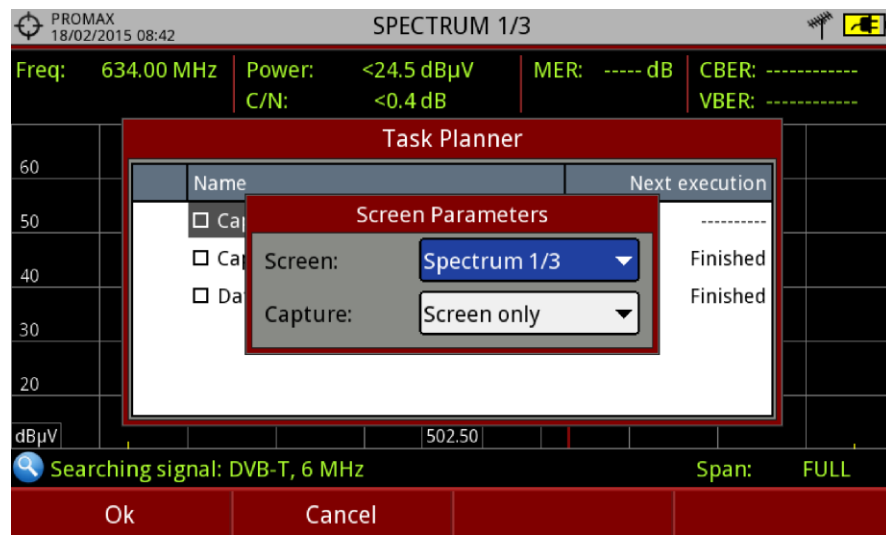 PROMAX
18/02/2015 08:42
SPECTRUM 1/3
Freq: 634.00 MHz Power: <24.5 dBμV MER: ----- dB CBER: ------------
C/N: <0.4 dB VBER: ------------
Task Planner
60
Name Next execution
Screen Parameters
50
----------
Screen: Spectrum 1/3
Finished
40
Finished
Capture: Screen only
30
20
dBμV 502.50
Searching signal: DVB-T, 6 MHz Span: FULL
Ok Cancel